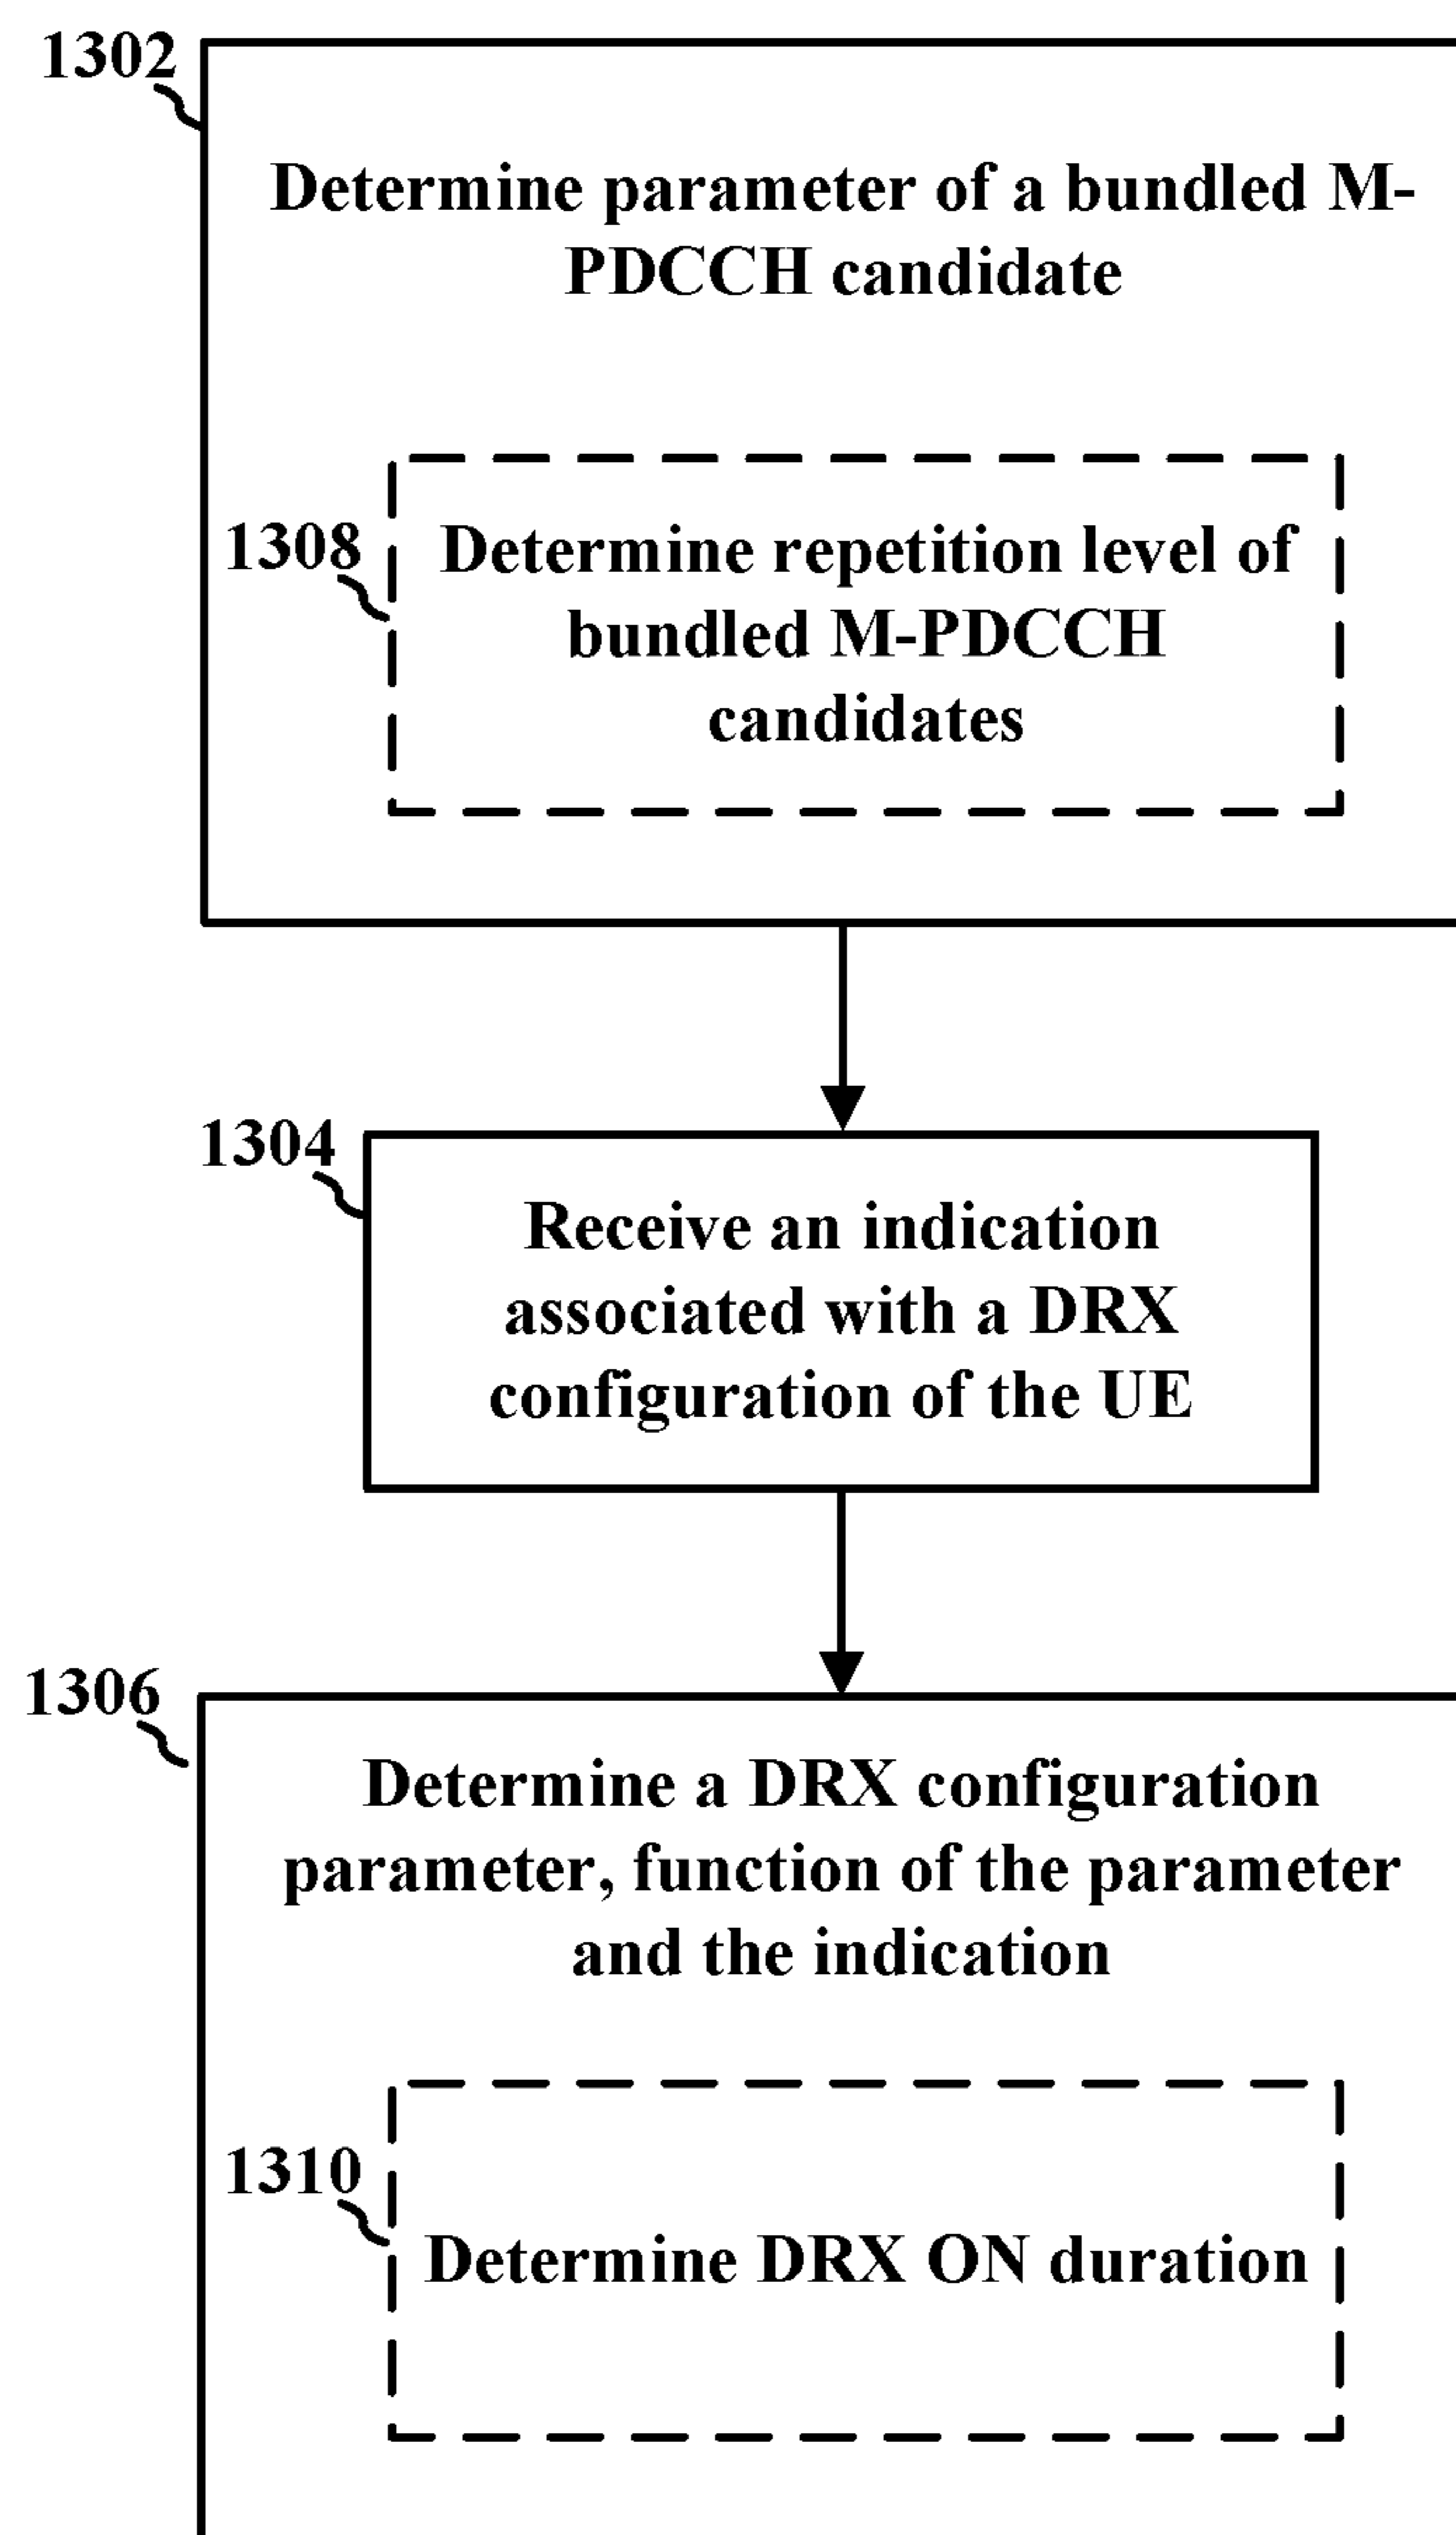 1302
Determine parameter of a bundled M-
PDCCH candidate
1308
Determine repetition level of
bundled M-PDCCH
candidates
1304
Receive an indication
associated with a DRX
configuration of the UE
1306
Determine a DRX configuration
parameter, function of the parameter
and the indication
1310
Determine DRX ON duration